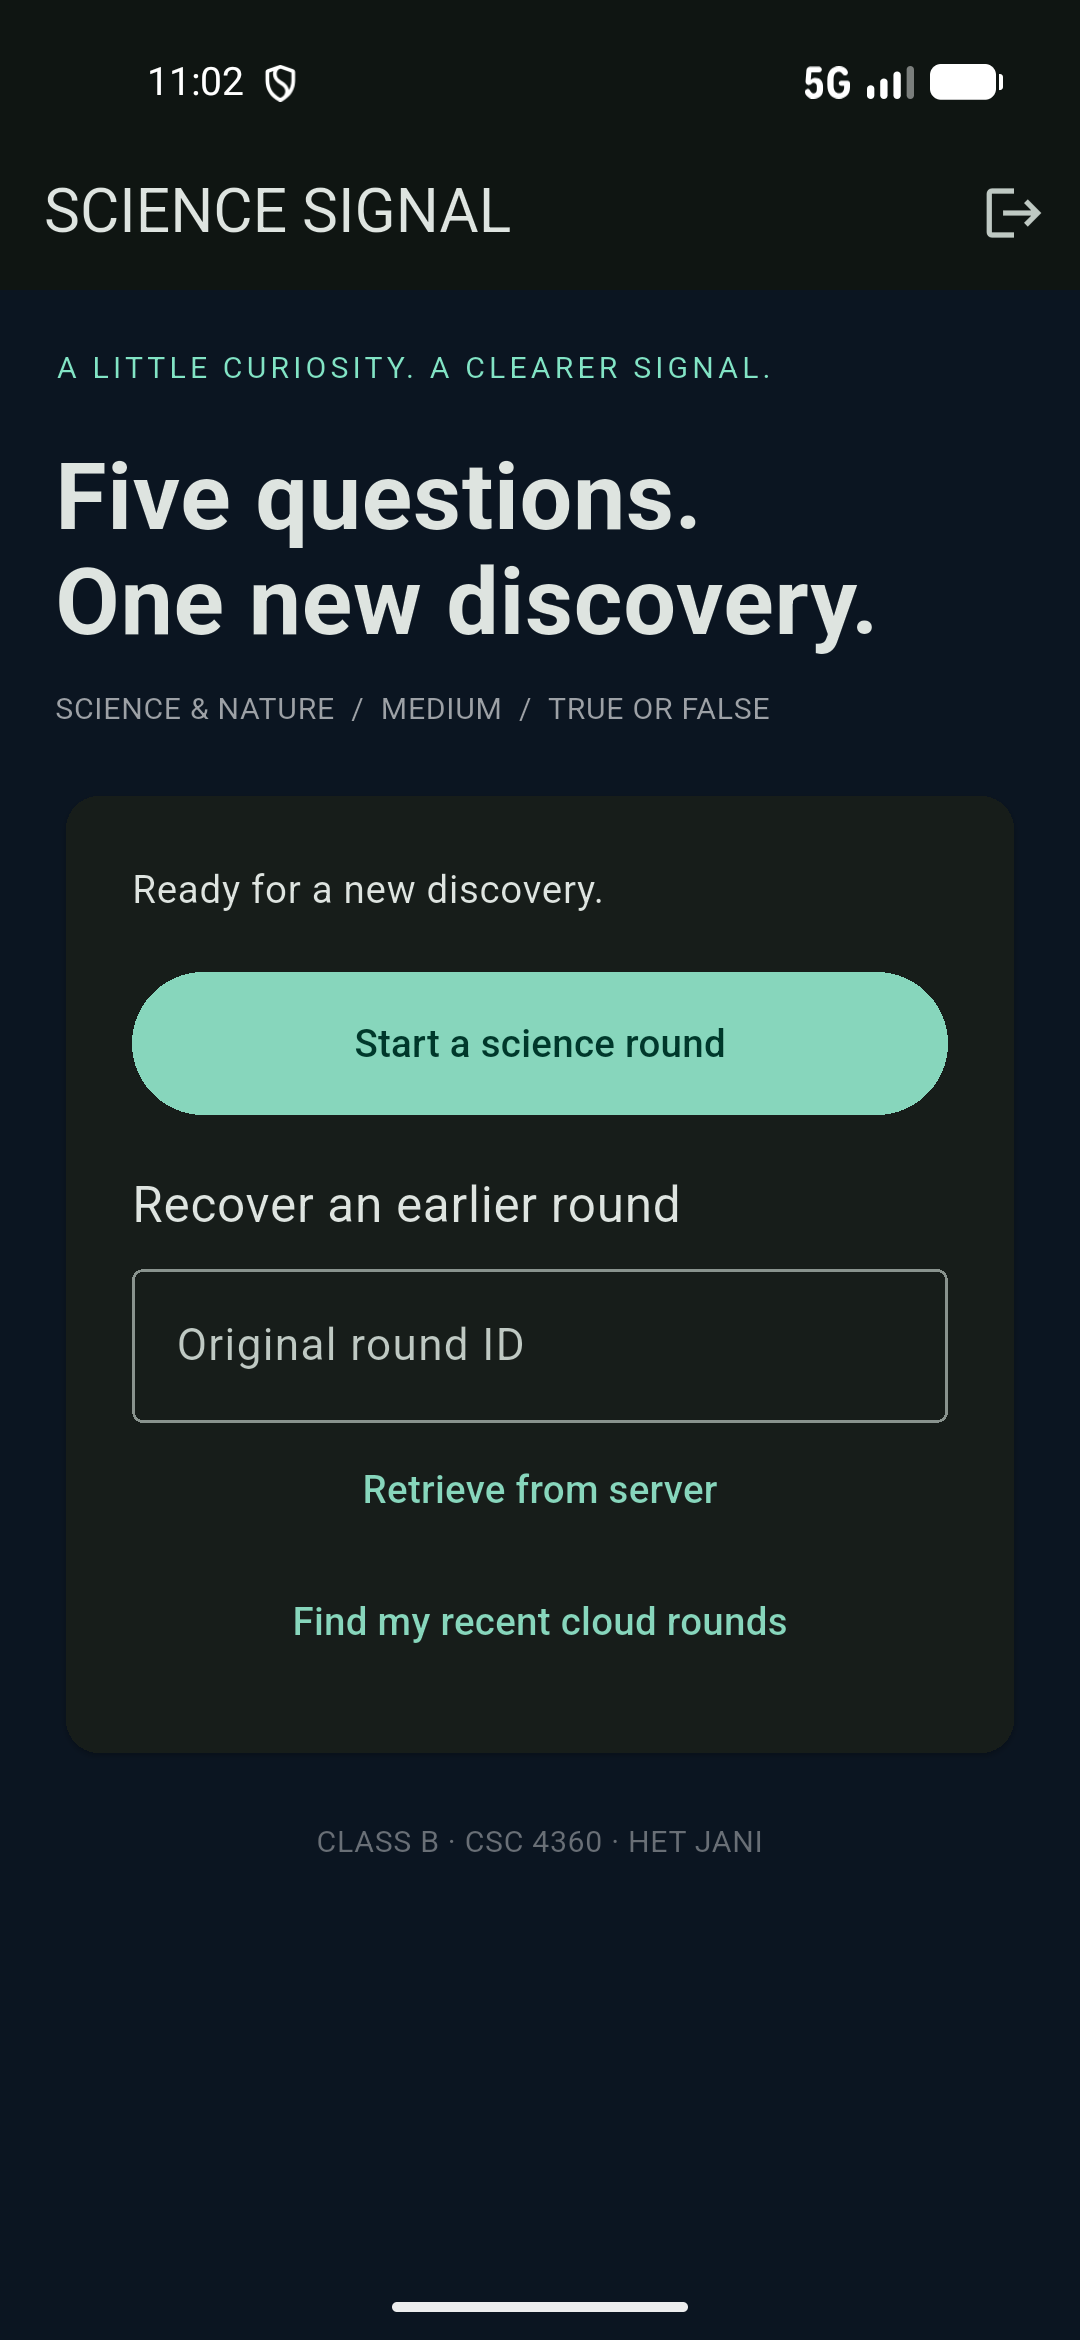 11:02
5G
SCIENCE SIGNAL
A LITTLE CURIOSITY. A CLEARER SIGNAL.
Five questions.
One new discovery.
SCIENCE & NATURE / MEDIUM / TRUE OR FALSE
Ready for a new discovery.
Start a science round
Recover an earlier round
Original round ID
Retrieve from server
Find my recent cloud rounds
CLASS B · CSC 4360 · HET JANI